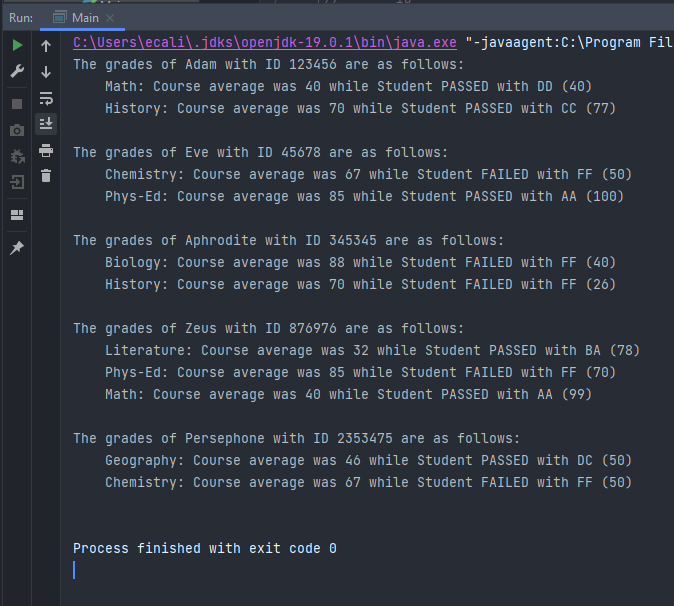 Run: Main
C:\Users\ecali\.jdks\openjdk-19.0.1\bin\java.exe "-javaagent:C:\Program Fil
The grades of Adam with ID 123456 are as follows:
    Math: Course average was 40 while Student PASSED with DD (40)
    History: Course average was 70 while Student PASSED with CC (77)

The grades of Eve with ID 45678 are as follows:
    Chemistry: Course average was 67 while Student FAILED with FF (50)
    Phys-Ed: Course average was 85 while Student PASSED with AA (100)

The grades of Aphrodite with ID 345345 are as follows:
    Biology: Course average was 88 while Student FAILED with FF (40)
    History: Course average was 70 while Student FAILED with FF (26)

The grades of Zeus with ID 876976 are as follows:
    Literature: Course average was 32 while Student PASSED with BA (78)
    Phys-Ed: Course average was 85 while Student FAILED with FF (70)
    Math: Course average was 40 while Student PASSED with AA (99)

The grades of Persephone with ID 2353475 are as follows:
    Geography: Course average was 46 while Student PASSED with DC (50)
    Chemistry: Course average was 67 while Student FAILED with FF (50)

Process finished with exit code 0